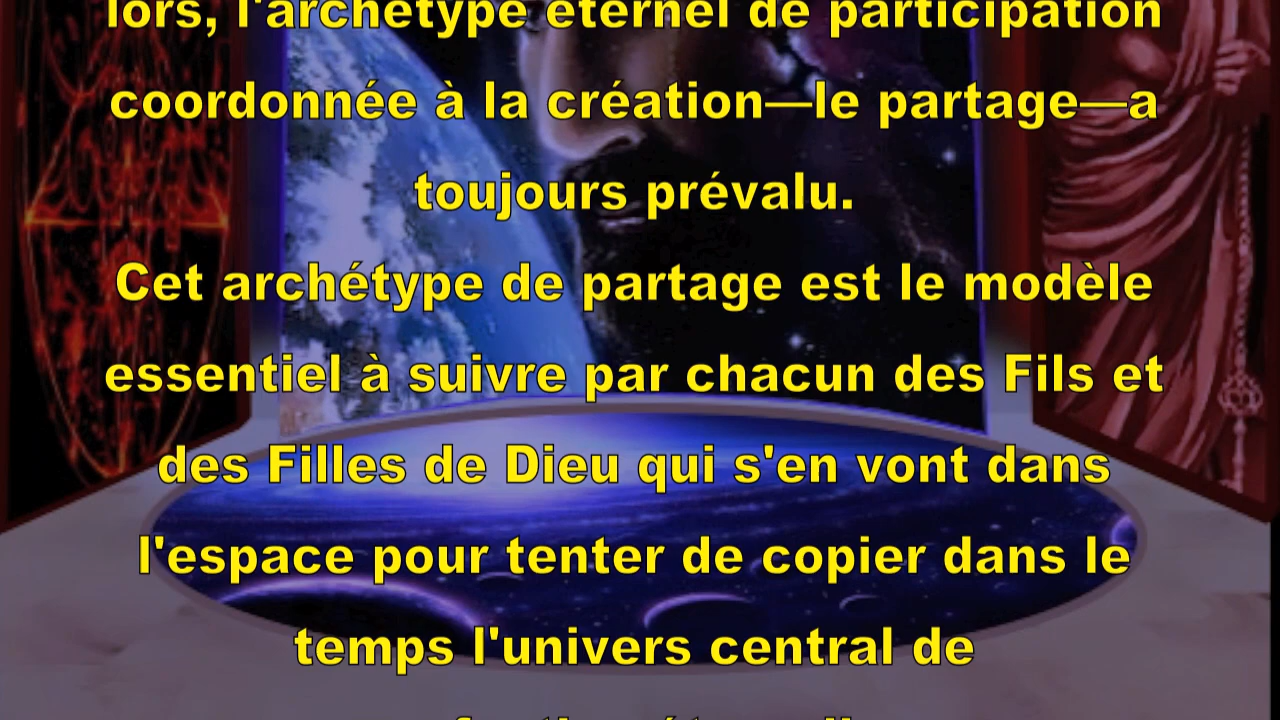 lors, l'archétype éternel de participation
coordonnée à la création—le partage—a
toujours prévalu.
Cet archétype de partage est le modèle
essentiel à suivre par chacun des Fils et
des Filles de Dieu qui s'en vont dans
l'espace pour tenter de copier dans le
temps l'univers central de